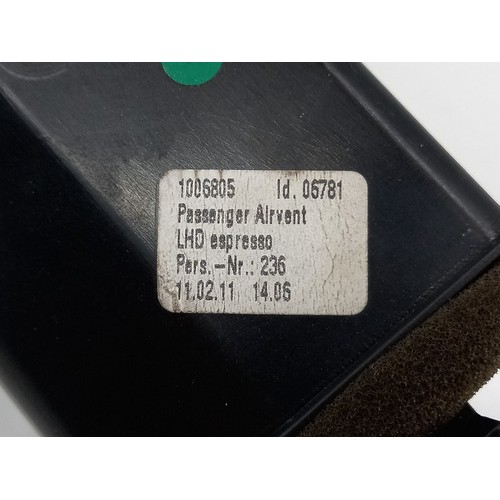 1006805 Id. 06781
Passenger Airvent
LHD espresso
Pers.-Nr.: 236
11.02.11 14.06